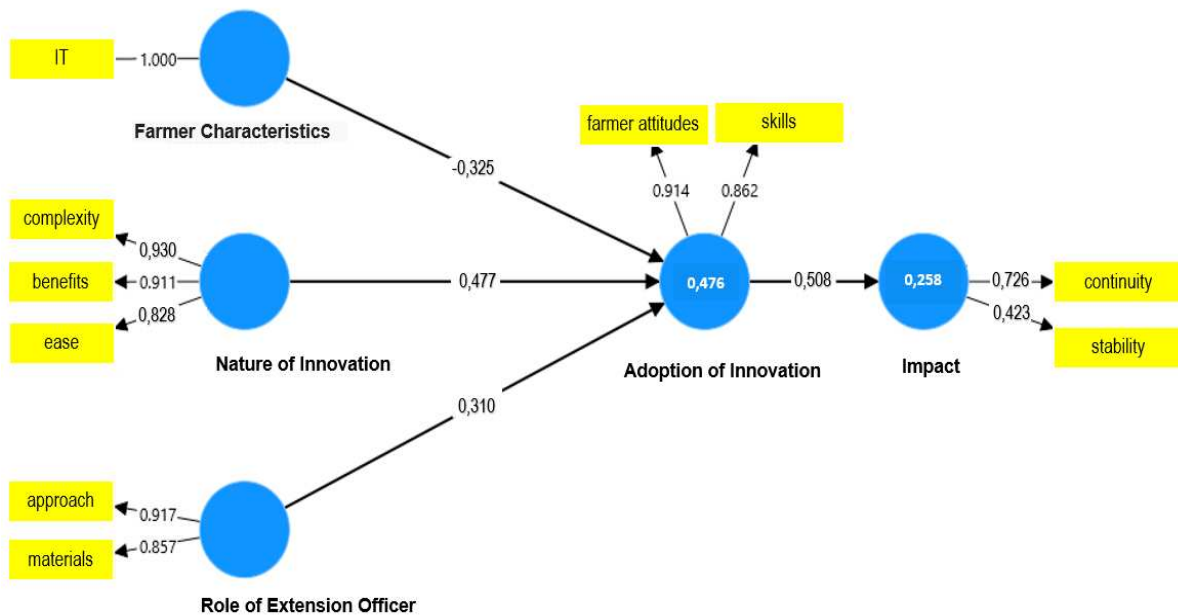 IT
1.000
Farmer Characteristics
-0,325
farmer attitudes
skills
0.914
0.862
complexity
0,930
benefits
0.911
ease
0,828
Nature of Innovation
0,477
0,476
0,508
0,258
0,726
continuity
0,423
stability
Adoption of Innovation
Impact
0,310
approach
0.917
materials
0.857
Role of Extension Officer